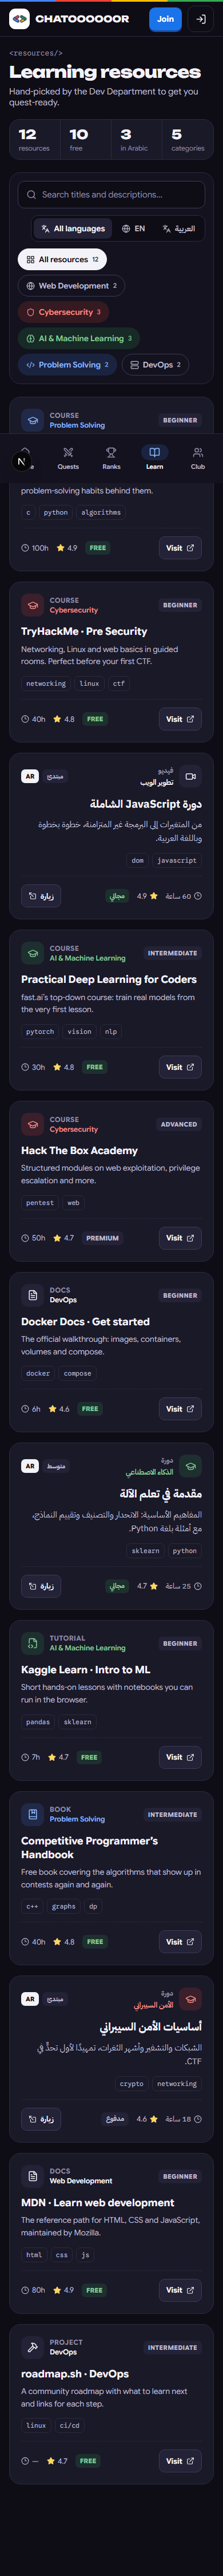 CHATOOOOOR
Join
<resources/>
Learning resources
Hand-picked by the Dev Department to get you
quest-ready.
12
resources
10
free
3
in Arabic
5
categories
Search titles and descriptions...
All languages
EN
العربية
All resources 12
Web Development 2
Cybersecurity 3
AI & Machine Learning 3
Problem Solving 2
DevOps 2
COURSE
Problem Solving
BEGINNER
N
Quests
Ranks
Learn
Club
problem-solving habits behind them.
c
python
algorithms
100h
4.9
FREE
Visit
COURSE
Cybersecurity
BEGINNER
TryHackMe · Pre Security
Networking, Linux and web basics in guided
rooms. Perfect before your first CTF.
networking
linux
ctf
40h
4.8
FREE
Visit
فيديو
تطوير الويب
مبتدئ
AR
دورة JavaScript الشاملة
من المتغيرات إلى البرمجة غير المتزامنة، خطوة بخطوة
وباللغة العربية.
javascript
dom
60 ساعة
4.9
مجاني
زيارة
COURSE
AI & Machine Learning
INTERMEDIATE
Practical Deep Learning for Coders
fast.ai's top-down course: train real models from
the very first lesson.
pytorch
vision
nlp
30h
4.8
FREE
Visit
COURSE
Cybersecurity
ADVANCED
Hack The Box Academy
Structured modules on web exploitation, privilege
escalation and more.
pentest
web
50h
4.7
PREMIUM
Visit
DOCS
DevOps
BEGINNER
Docker Docs · Get started
The official walkthrough: images, containers,
volumes and compose.
docker
compose
6h
4.6
FREE
Visit
دورة
الذكاء الاصطناعي
متوسط
AR
مقدمة في تعلم الآلة
المفاهيم الأساسية: الانحدار والتصنيف وتقييم النماذج،
مع أمثلة بلغة Python.
python
sklearn
25 ساعة
4.7
مجاني
زيارة
TUTORIAL
AI & Machine Learning
BEGINNER
Kaggle Learn · Intro to ML
Short hands-on lessons with notebooks you can
run in the browser.
pandas
sklearn
7h
4.7
FREE
Visit
BOOK
Problem Solving
INTERMEDIATE
Competitive Programmer's
Handbook
Free book covering the algorithms that show up in
contests again and again.
c++
graphs
dp
40h
4.8
FREE
Visit
دورة
الأمن السيبراني
مبتدئ
AR
أساسيات الأمن السيبراني
الشبكات والتشفير وأشهر الثغرات، تمهيدًا لأول تحدٍّ في
CTF.
networking
crypto
18 ساعة
4.6
مدفوع
زيارة
DOCS
Web Development
BEGINNER
MDN · Learn web development
The reference path for HTML, CSS and JavaScript,
maintained by Mozilla.
html
css
js
80h
4.9
FREE
Visit
PROJECT
DevOps
INTERMEDIATE
roadmap.sh · DevOps
A community roadmap with what to learn next
and links for each step.
linux
ci/cd
—
4.7
FREE
Visit